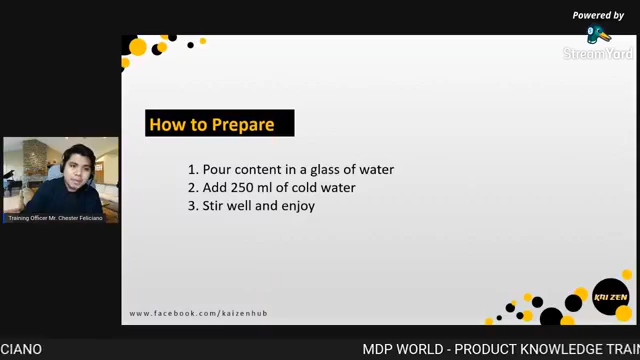 Powered by
StreamYard
How to Prepare
1. Pour content in a glass of water
2. Add 250 ml of cold water
3. Stir well and enjoy
Training Officer Mr. Chester Feliciano
KAIZEN
www.facebook.com/kaizenhub
CIANO
MDP WORLD - PRODUCT KNOWLEDGE TRAIN